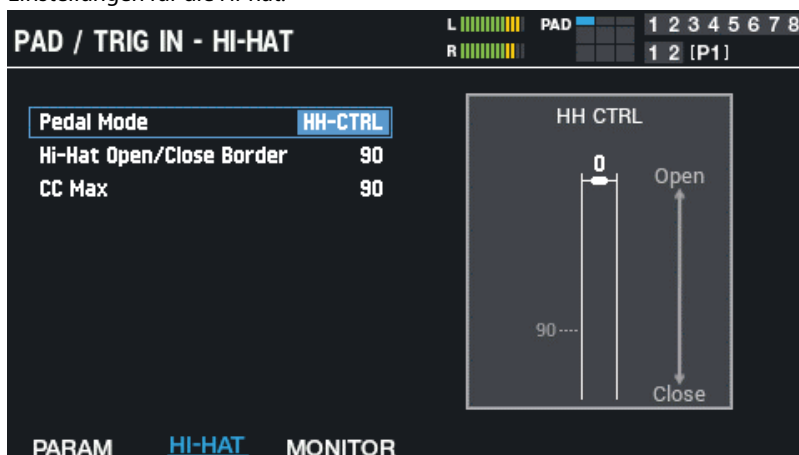 PAD / TRIG IN - HI-HAT
L PAD 1 2 3 4 5 6 7 8
R 1 2 [P1]
Pedal Mode HH-CTRL
Hi-Hat Open/Close Border 90
CC Max 90
HH CTRL
0
Open
90
Close
PARAM HI-HAT MONITOR